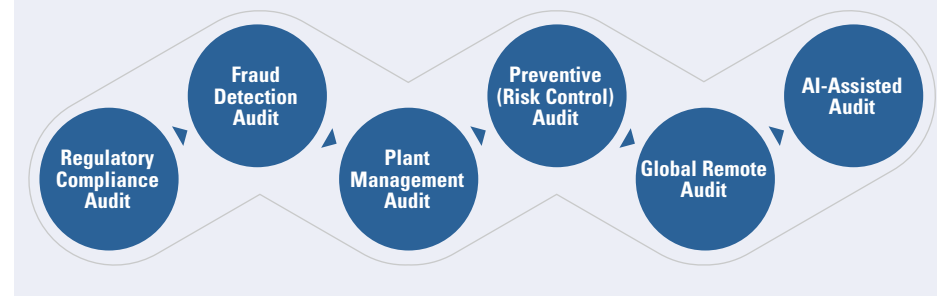 Regulatory
Compliance
Audit
Fraud
Detection
Audit
Plant
Management
Audit
Preventive
(Risk Control)
Audit
Global Remote
Audit
AI-Assisted
Audit